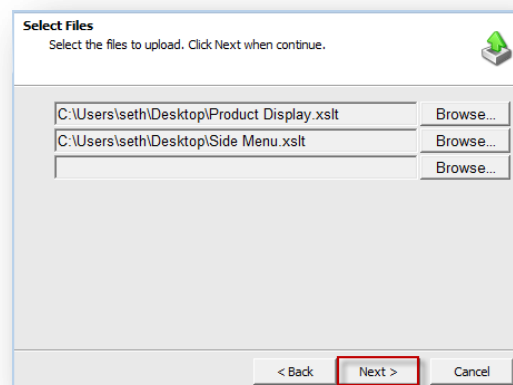 Select Files
Select the files to upload. Click Next when continue.
C:\Users\seth\Desktop\Product Display.xslt Browse...
C:\Users\seth\Desktop\Side Menu.xslt Browse...
Browse...
< Back Next > Cancel